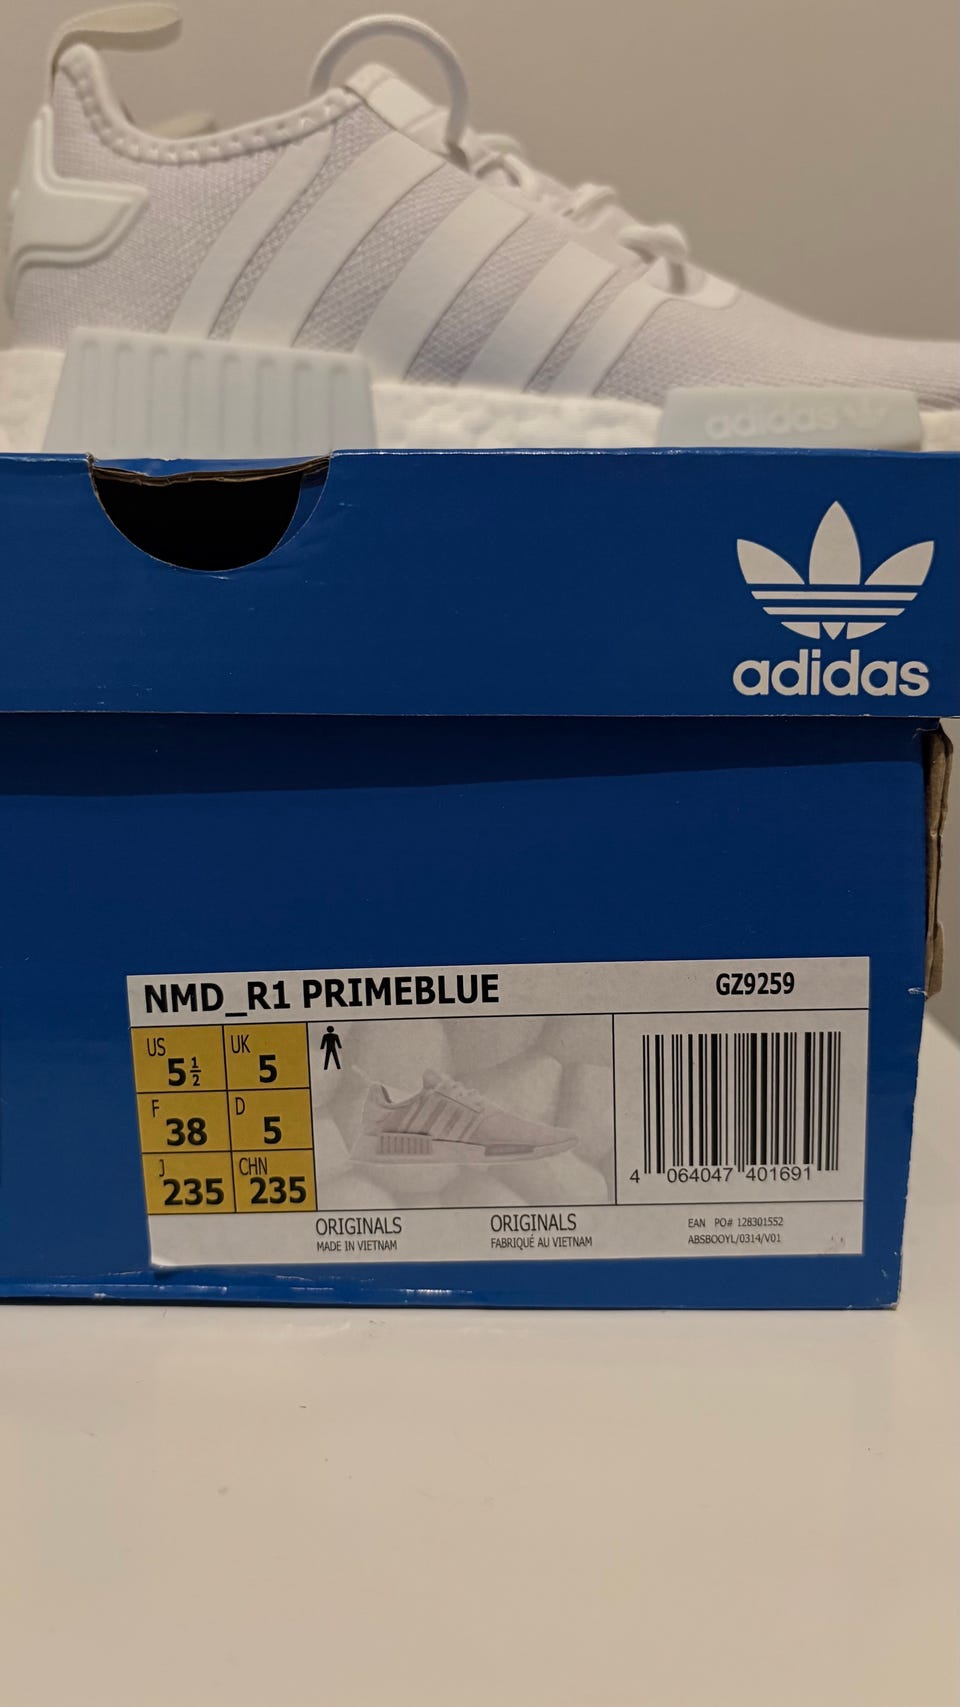 adidas
adidas
NMD_R1 PRIMEBLUE GZ9259
US 5½ UK 5
F 38 D 5
J 235 CHN 235
4 064047 401691
ORIGINALS ORIGINALS
MADE IN VIETNAM FABRIQUÉ AU VIETNAM
EAN PO# 128301552
ABSBOOYL/0314/V01